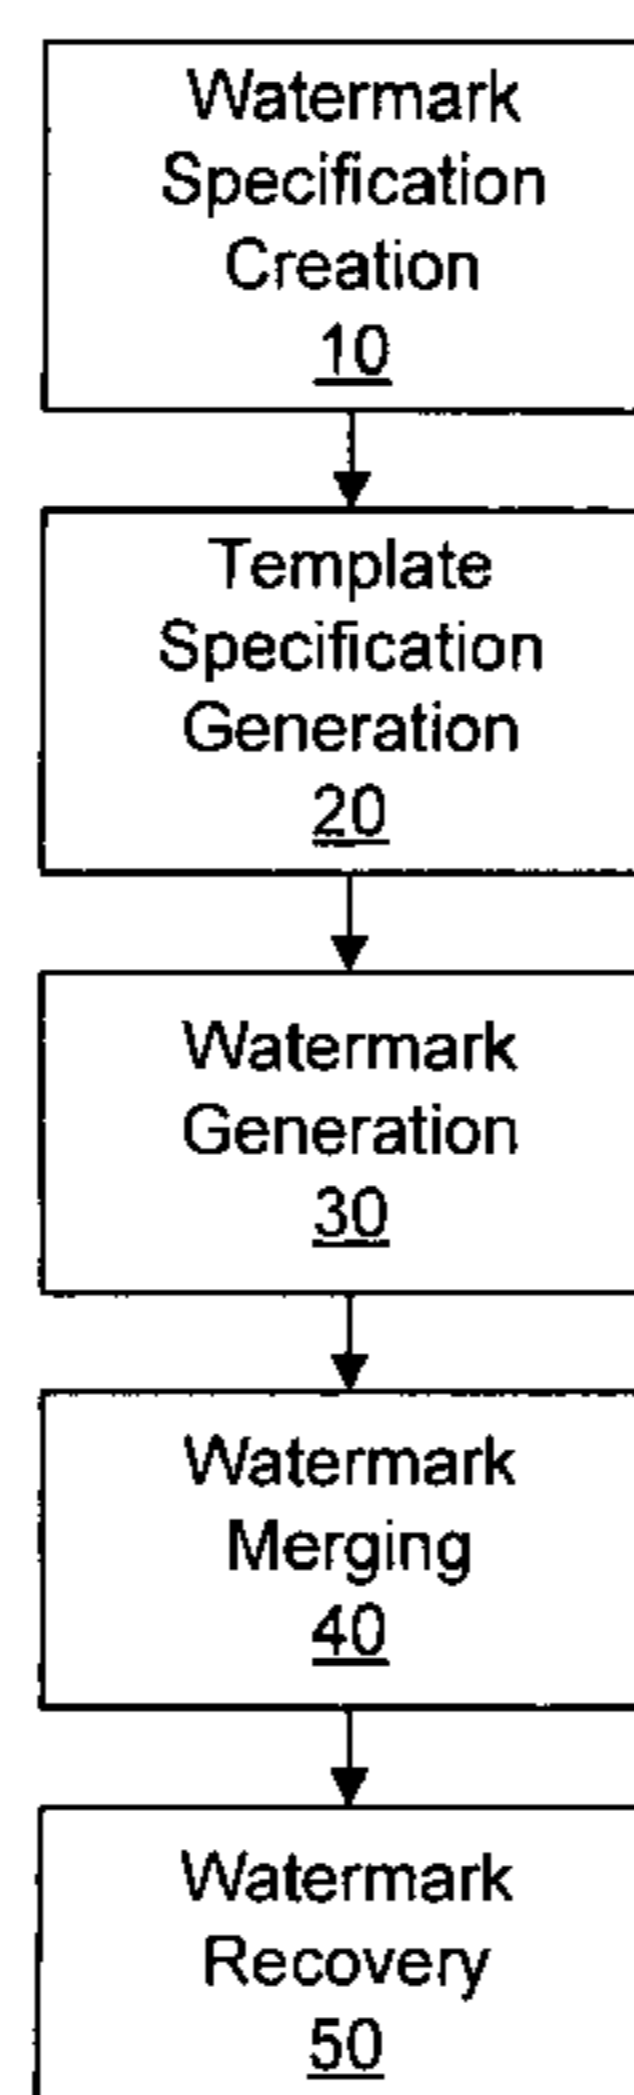 Watermark
Specification
Creation
10
Template
Specification
Generation
20
Watermark
Generation
30
Watermark
Merging
40
Watermark
Recovery
50